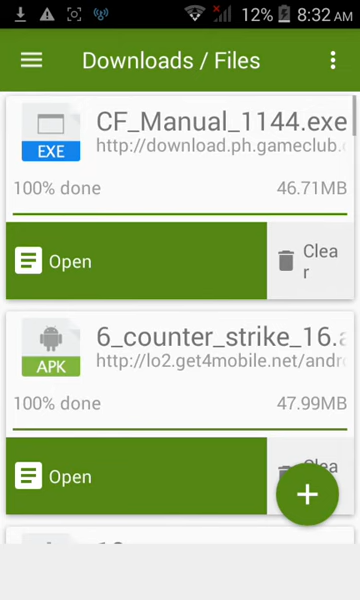 12% 8:32 AM
Downloads / Files
CF_Manual_1144.exe
EXE
http://download.ph.gameclub.
100% done 46.71MB
Open
Clea
r
6_counter_strike_16.a
APK
http://lo2.get4mobile.net/andr
100% done 47.99MB
Open
Clea
+